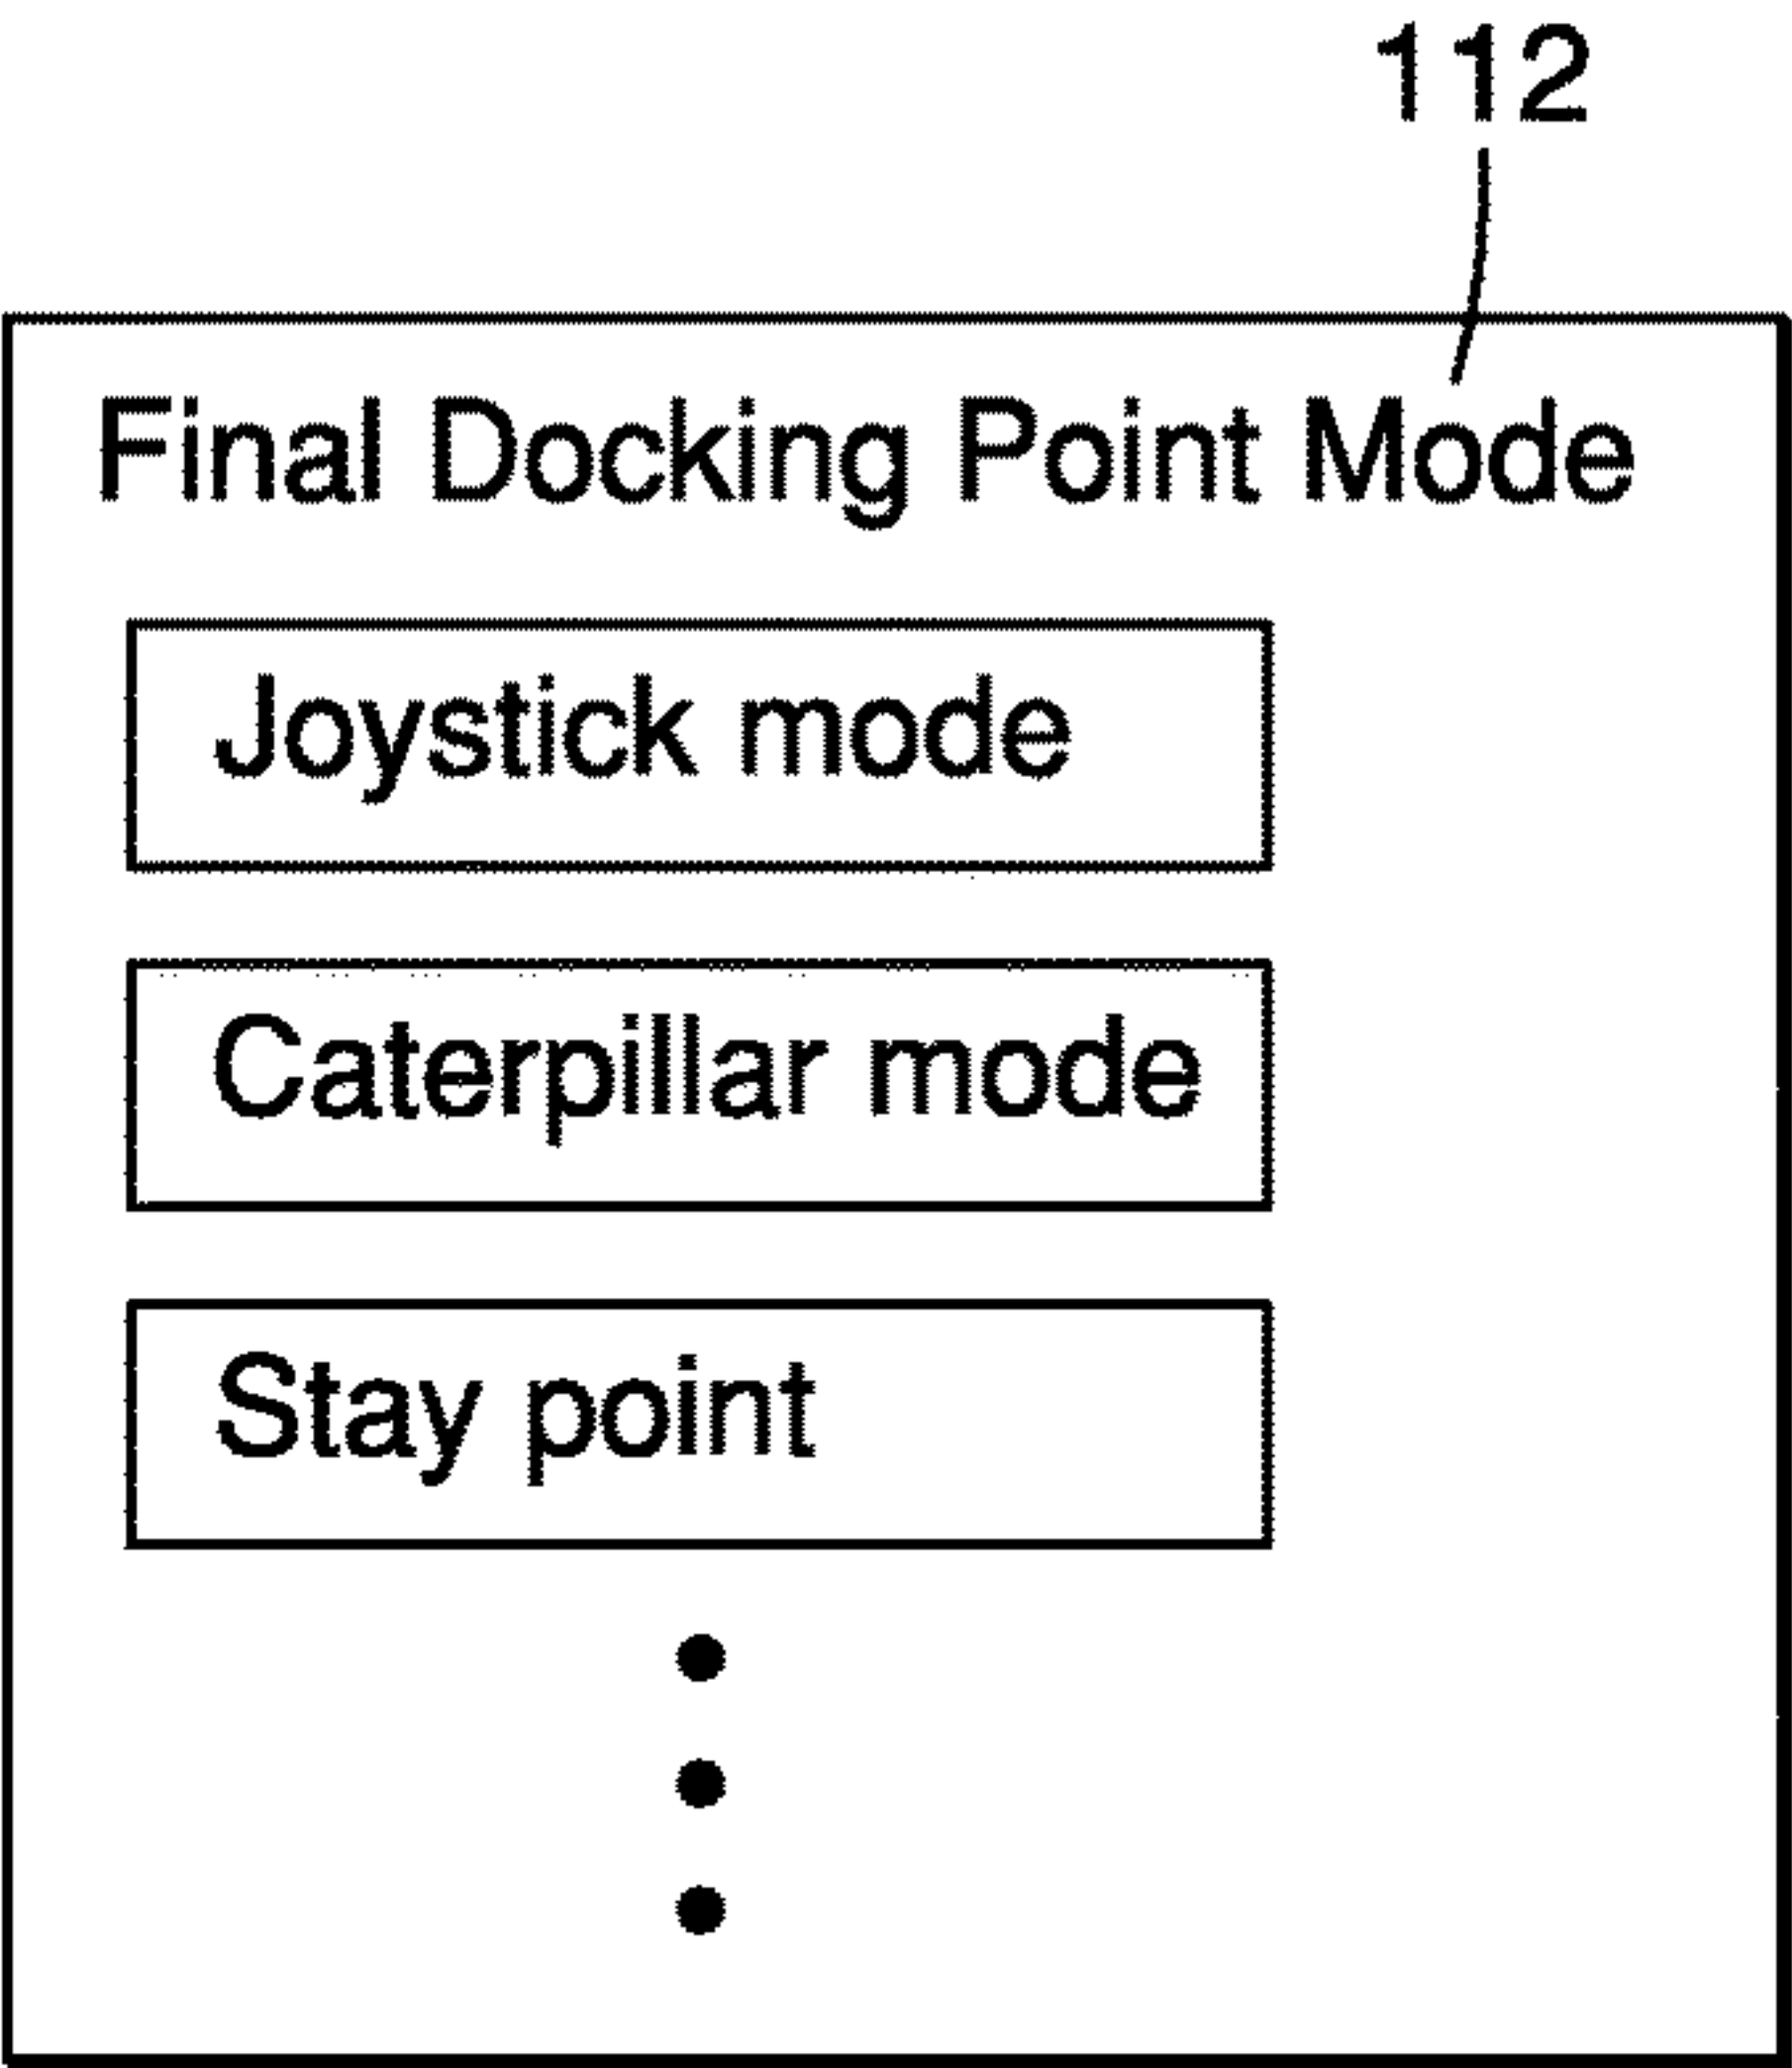 112
Final Docking Point Mode
Joystick mode
Caterpillar mode
Stay point